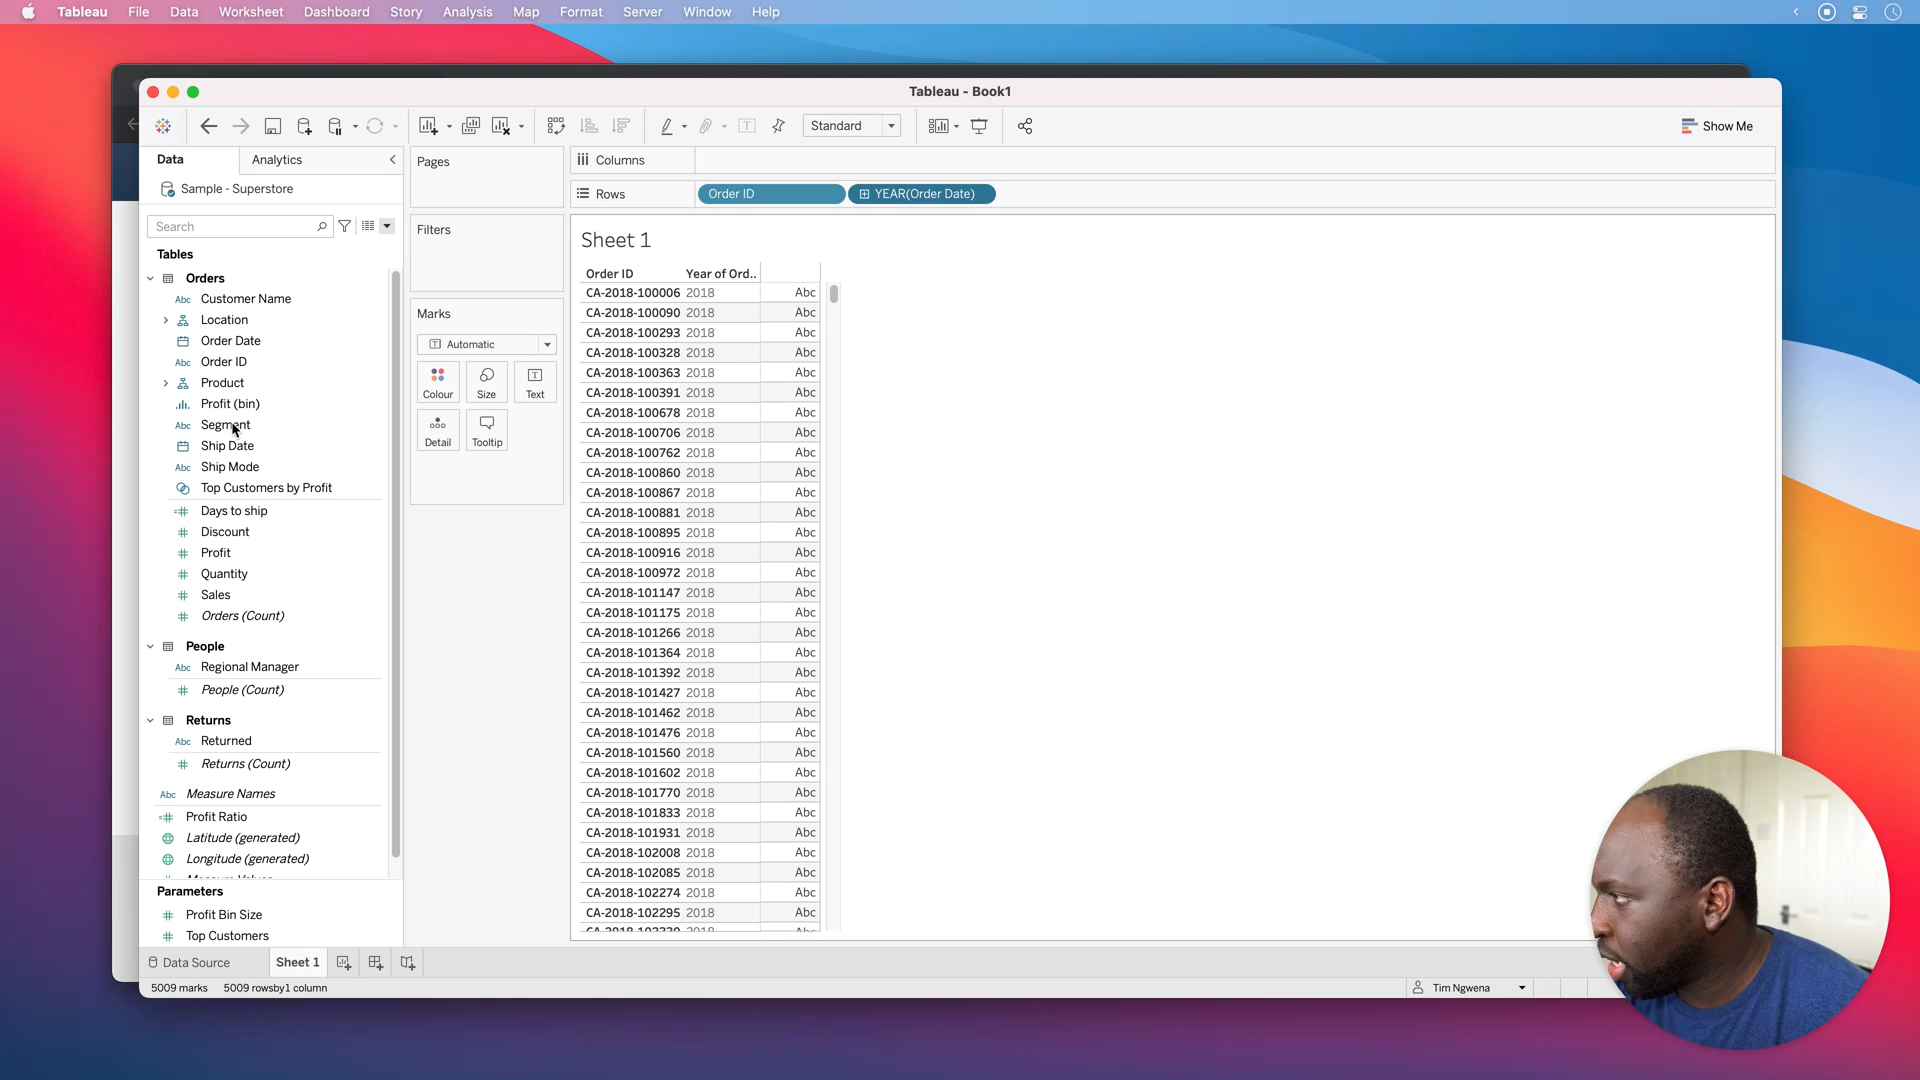 Tableau File Data Worksheet Dashboard Story Analysis Map Format Server Window Help
Tableau - Book1
Standard
Show Me
Data Analytics
Sample - Superstore
Search
Tables
Orders
Abc Customer Name
Location
Order Date
Abc Order ID
Product
Profit (bin)
Abc Segment
Ship Date
Abc Ship Mode
Top Customers by Profit
Days to ship
Discount
Profit
Quantity
Sales
Orders (Count)
People
Abc Regional Manager
People (Count)
Returns
Abc Returned
Returns (Count)
Abc Measure Names
Profit Ratio
Latitude (generated)
Longitude (generated)
Parameters
Profit Bin Size
Top Customers
Pages
Filters
Marks
Automatic
Colour Size Text
Detail Tooltip
Columns
Rows Order ID YEAR(Order Date)
Sheet 1
Order ID Year of Ord..
CA-2018-100006 2018 Abc
CA-2018-100090 2018 Abc
CA-2018-100293 2018 Abc
CA-2018-100328 2018 Abc
CA-2018-100363 2018 Abc
CA-2018-100391 2018 Abc
CA-2018-100678 2018 Abc
CA-2018-100706 2018 Abc
CA-2018-100762 2018 Abc
CA-2018-100860 2018 Abc
CA-2018-100867 2018 Abc
CA-2018-100881 2018 Abc
CA-2018-100895 2018 Abc
CA-2018-100916 2018 Abc
CA-2018-100972 2018 Abc
CA-2018-101147 2018 Abc
CA-2018-101175 2018 Abc
CA-2018-101266 2018 Abc
CA-2018-101364 2018 Abc
CA-2018-101392 2018 Abc
CA-2018-101427 2018 Abc
CA-2018-101462 2018 Abc
CA-2018-101476 2018 Abc
CA-2018-101560 2018 Abc
CA-2018-101602 2018 Abc
CA-2018-101770 2018 Abc
CA-2018-101833 2018 Abc
CA-2018-101931 2018 Abc
CA-2018-102008 2018 Abc
CA-2018-102085 2018 Abc
CA-2018-102274 2018 Abc
CA-2018-102295 2018 Abc
Data Source Sheet 1
5009 marks 5009 rowsby1 column
Tim Ngwena